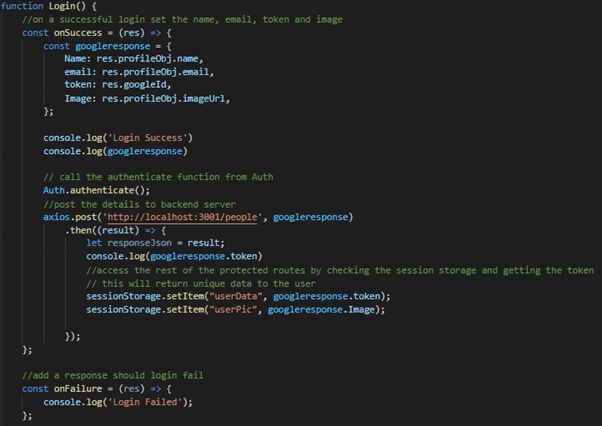 function Login() {
//on a successful login set the name, email, token and image
const onSuccess = (res) => {
const googleresponse = {
Name: res.profileObj.name,
email: res.profileObj.email,
token: res.googleId,
Image: res.profileObj.imageUrl,
};
console.log('Login Success')
console.log(googleresponse)
// call the authenticate function from Auth
Auth.authenticate();
//post the details to backend server
axios.post('http://localhost:3001/people', googleresponse)
.then((result) => {
let responseJson = result;
console.log(googleresponse.token)
//access the rest of the protected routes by checking the session storage and getting the token
// this will return unique data to the user
sessionStorage.setItem("userData", googleresponse.token);
sessionStorage.setItem("userPic", googleresponse.Image);
});
};
//add a response should login fail
const onFailure = (res) => {
console.log('Login Failed');
};